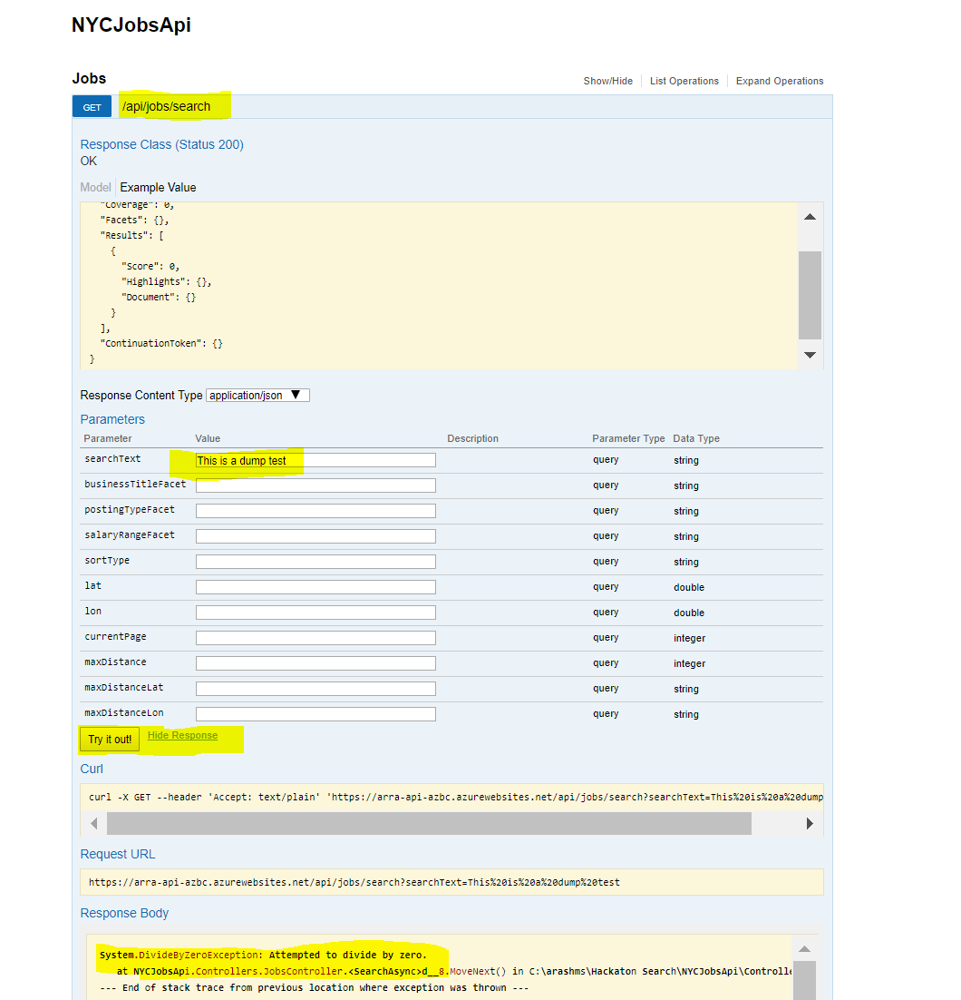 NYCJobsApi
Jobs
Show/Hide
List Operations
Expand Operations
GET
/api/jobs/search
Response Class (Status 200)
OK
Model
Example Value
"Coverage": 0,
"Facets": {},
"Results": [
{
"Score": 0,
"Highlights": {},
"Document": {}
}
],
"ContinuationToken": {}
}
Response Content Type application/json
Parameters
Parameter Value Description Parameter Type Data Type
searchText This is a dump test query string
businessTitleFacet query string
postingTypeFacet query string
salaryRangeFacet query string
sortType query string
lat query double
lon query double
currentPage query integer
maxDistance query integer
maxDistanceLat query string
maxDistanceLon query string
Try it out! Hide Response
Curl
curl -X GET --header 'Accept: text/plain' 'https://arra-api-azbc.azurewebsites.net/api/jobs/search?searchText=This%20is%20a%20dump
Request URL
https://arra-api-azbc.azurewebsites.net/api/jobs/search?searchText=This%20is%20a%20dump%20test
Response Body
System.DivideByZeroException: Attempted to divide by zero.
at NYCJobsApi.Controllers.JobsController.<SearchAsync>d__8.MoveNext() in C:\arashms\Hackaton Search\NYCJobsApi\Controlle
--- End of stack trace from previous location where exception was thrown ---